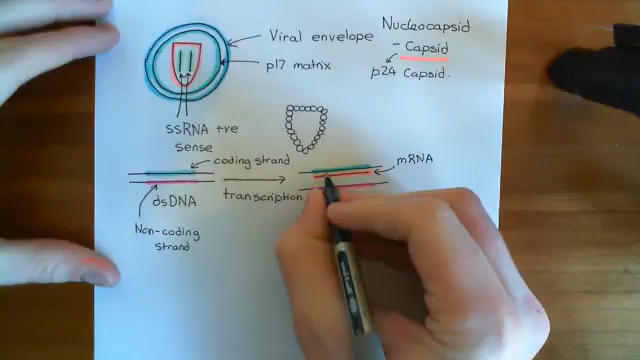 Viral envelope
p17 matrix
Nucleocapsid
- Capsid
p24 Capsid.
ssRNA +ve
sense
coding strand
mRNA
transcription
dsDNA
Non-coding
strand